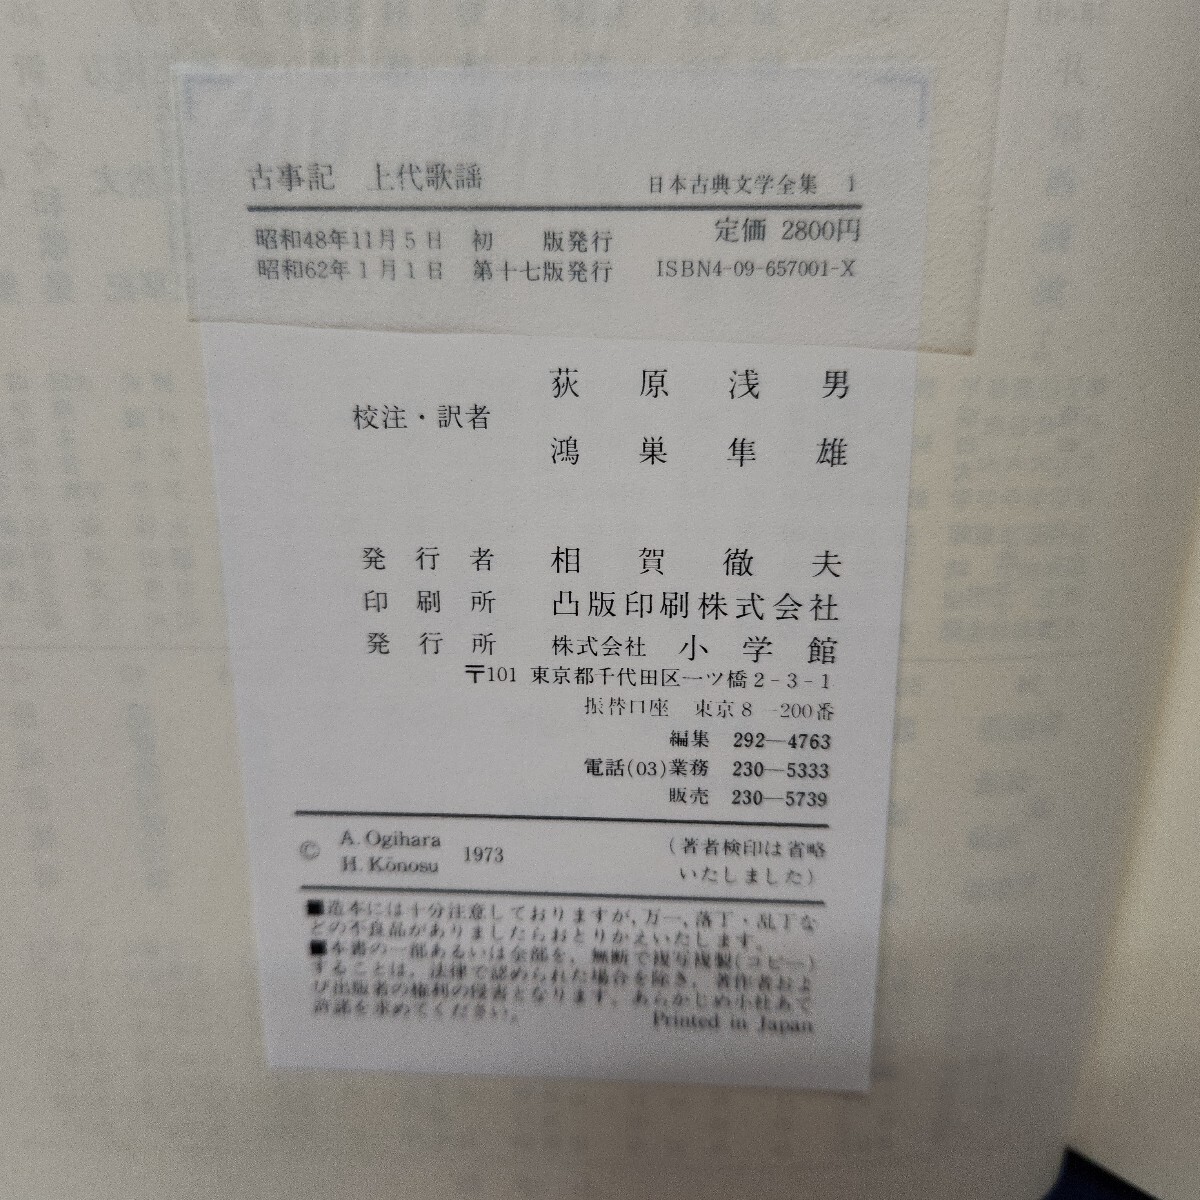 古事記　上代歌謡　日本古典文学全集　1
定価 2800円
昭和48年11月5日　初　版発行
昭和62年1月1日　第十七版発行　ISBN4-09-657001-X
校注・訳者　荻原浅男
鴻巣隼雄
発行者　相賀徹夫
印刷所　凸版印刷株式会社
発行所　株式会社　小学館
〒101 東京都千代田区一ツ橋2-3-1
振替口座　東京8―200番
編集　292―4763
電話(03)業務　230―5333
販売　230―5739
© A. Ogihara
H. Kōnosu　1973
(著者検印は省略
いたしました)
■造本には十分注意しておりますが, 万一, 落丁・乱丁な
どの不良品がありましたらおとりかえいたします。
■本書の一部あるいは全部を, 無断で複写複製(コピー)
することは, 法律で認められた場合を除き, 著作者およ
び出版者の権利の侵害となります。あらかじめ小社あて
許諾を求めてください。
Printed in Japan